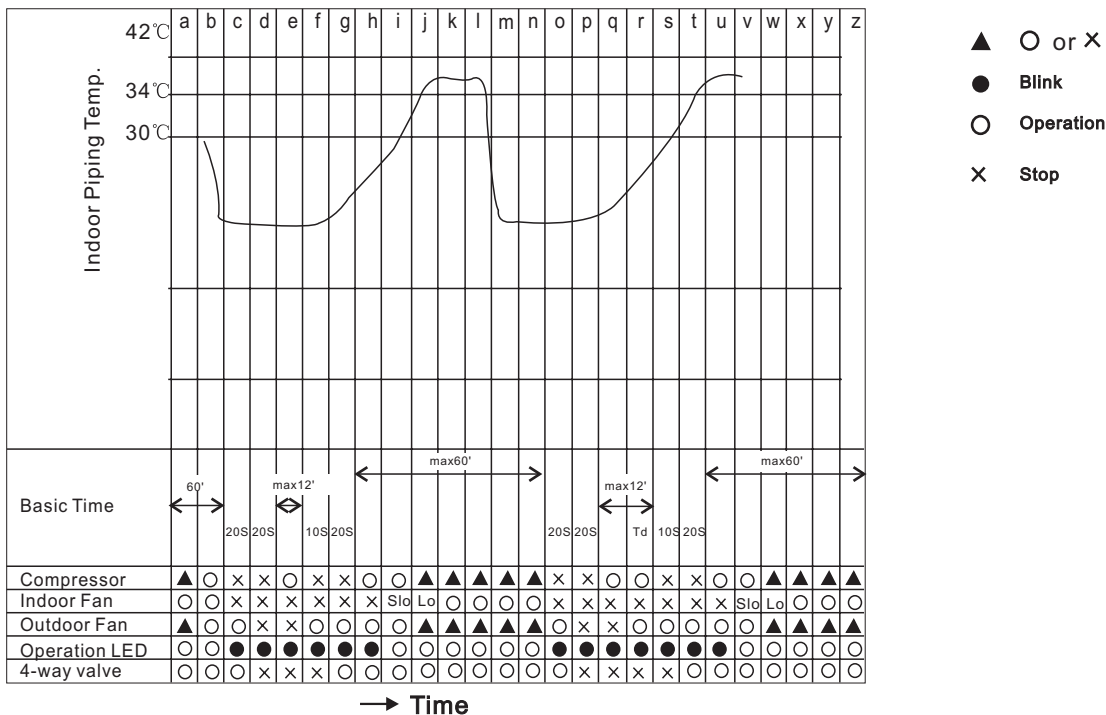 a b c d e f g h i j k l m n o p q r s t u v w x y z
42℃
34℃
30℃
Indoor Piping Temp.
▲ ○ or ×
● Blink
○ Operation
× Stop
max60' max60'
60' max12' max12'
Basic Time
20S 20S 10S 20S 20S 20S Td 10S 20S
Compressor ▲ ○ × × ○ × × ○ ○ ▲ ▲ ▲ ▲ ▲ × × ○ ○ × × ○ ○ ▲ ▲ ▲ ▲
Indoor Fan ○ ○ × × × × × × Slo Lo ○ ○ ○ ○ × × × × × × × Slo Lo ○ ○ ○
Outdoor Fan ▲ ○ ○ × × ○ ○ ○ ○ ▲ ▲ ▲ ▲ ▲ ○ × × ○ ○ ○ ○ ○ ▲ ▲ ▲ ▲
Operation LED ○ ○ ● ● ● ● ● ● ○ ○ ○ ○ ○ ○ ● ● ● ● ● ● ● ○ ○ ○ ○ ○
4-way valve ○ ○ ○ × × × ○ ○ ○ ○ ○ ○ ○ ○ ○ × × × × ○ ○ ○ ○ ○ ○ ○
→ Time